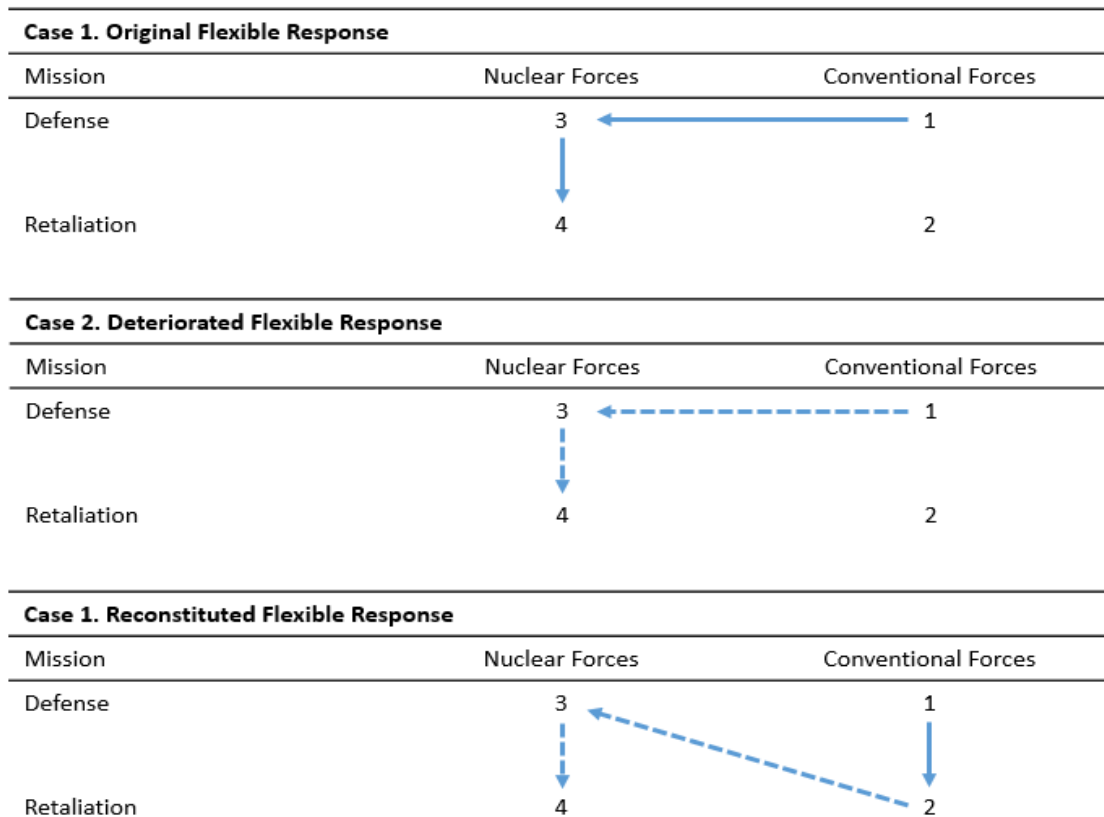 Case 1. Original Flexible Response
Mission Nuclear Forces Conventional Forces
Defense 3 1
Retaliation 4 2
Case 2. Deteriorated Flexible Response
Mission Nuclear Forces Conventional Forces
Defense 3 1
Retaliation 4 2
Case 1. Reconstituted Flexible Response
Mission Nuclear Forces Conventional Forces
Defense 3 1
Retaliation 4 2